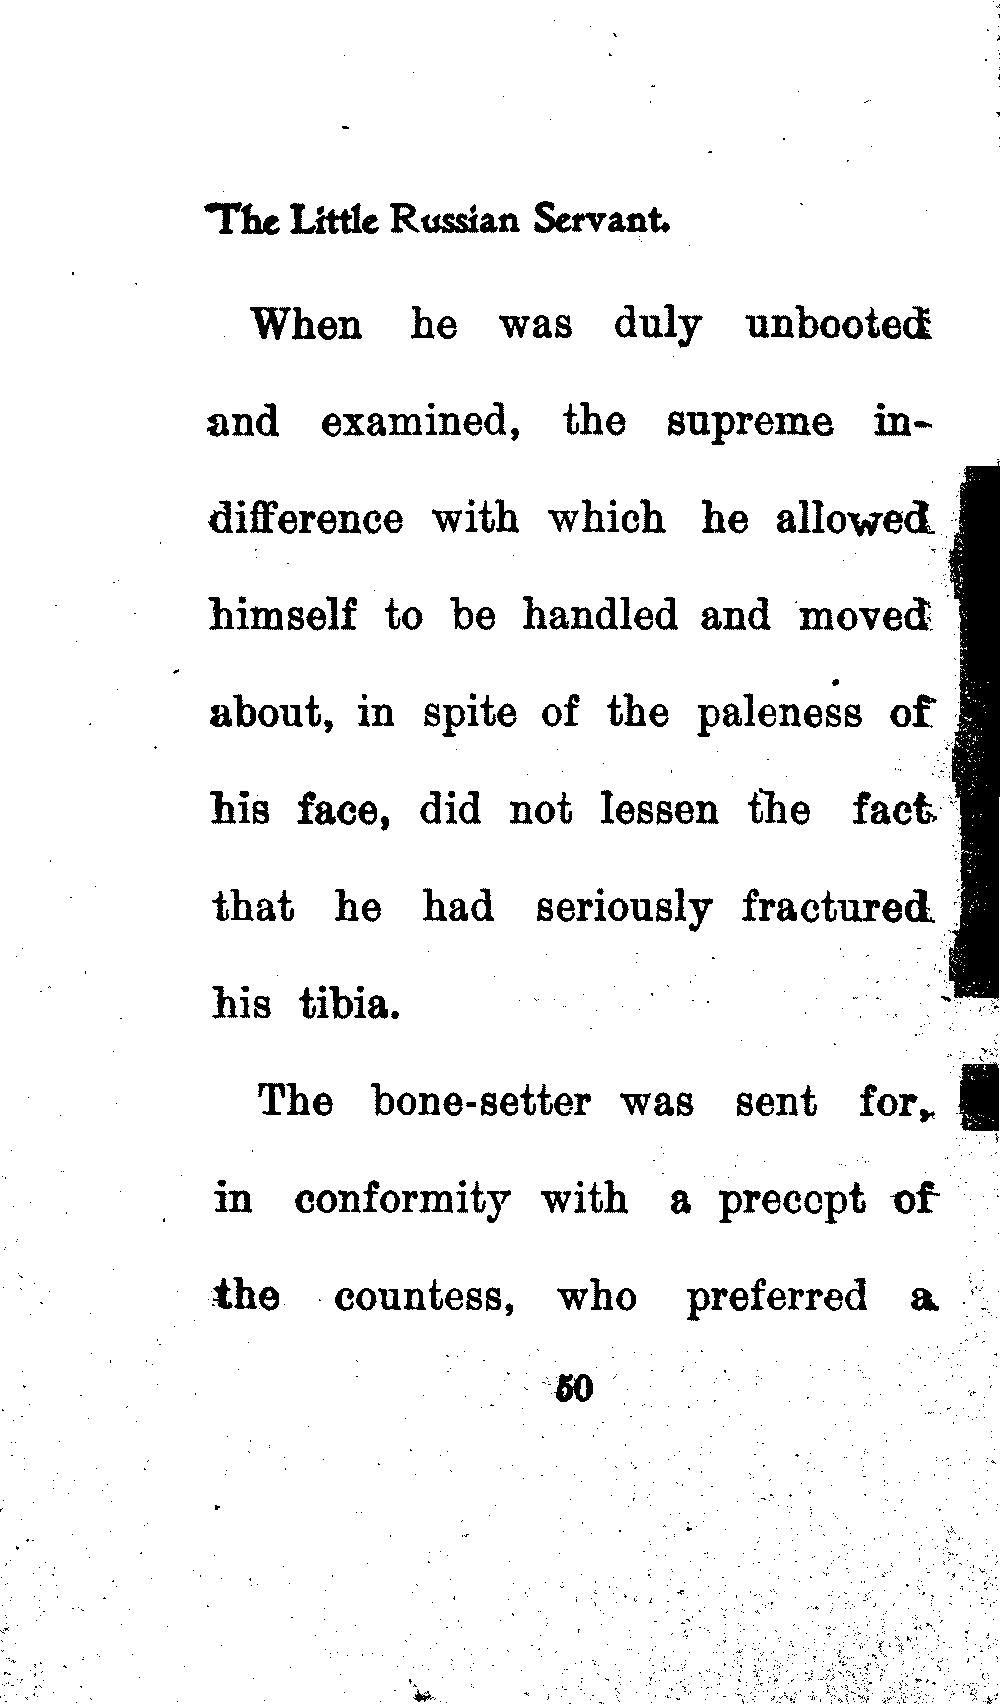 The Little Russian Servant.
When he was duly unbooted
and examined, the supreme in-
difference with which he allowed
himself to be handled and moved
about, in spite of the paleness of
his face, did not lessen the fact
that he had seriously fractured
his tibia.
The bone-setter was sent for,
in conformity with a precept of
the countess, who preferred a
50